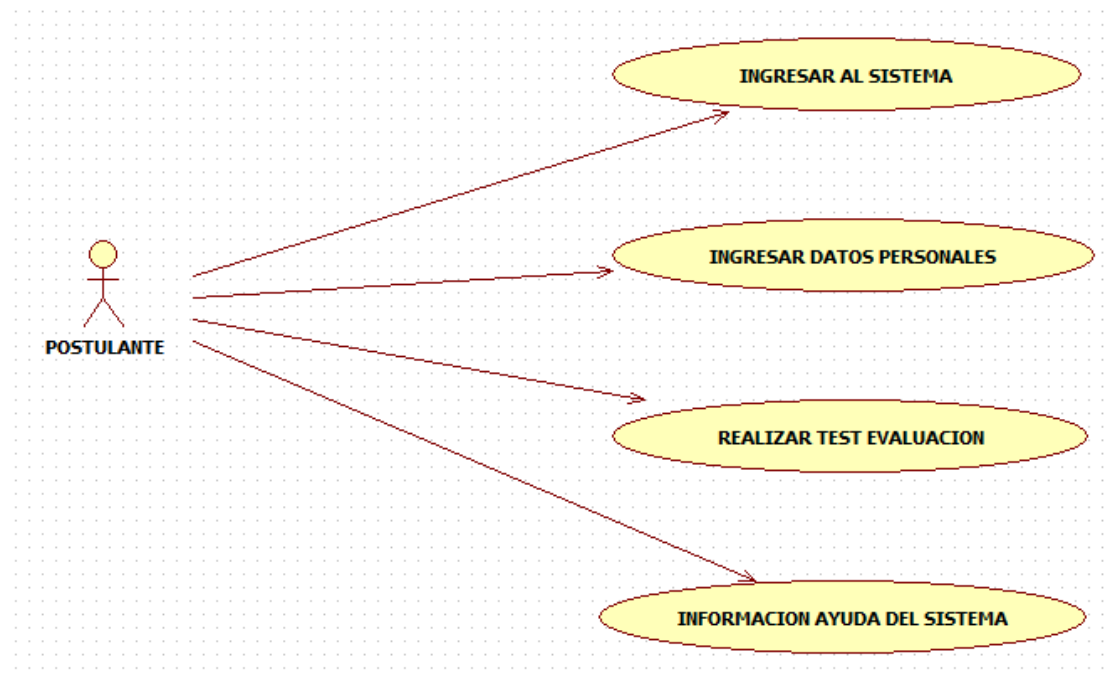 INGRESAR AL SISTEMA
INGRESAR DATOS PERSONALES
POSTULANTE
REALIZAR TEST EVALUACION
INFORMACION AYUDA DEL SISTEMA